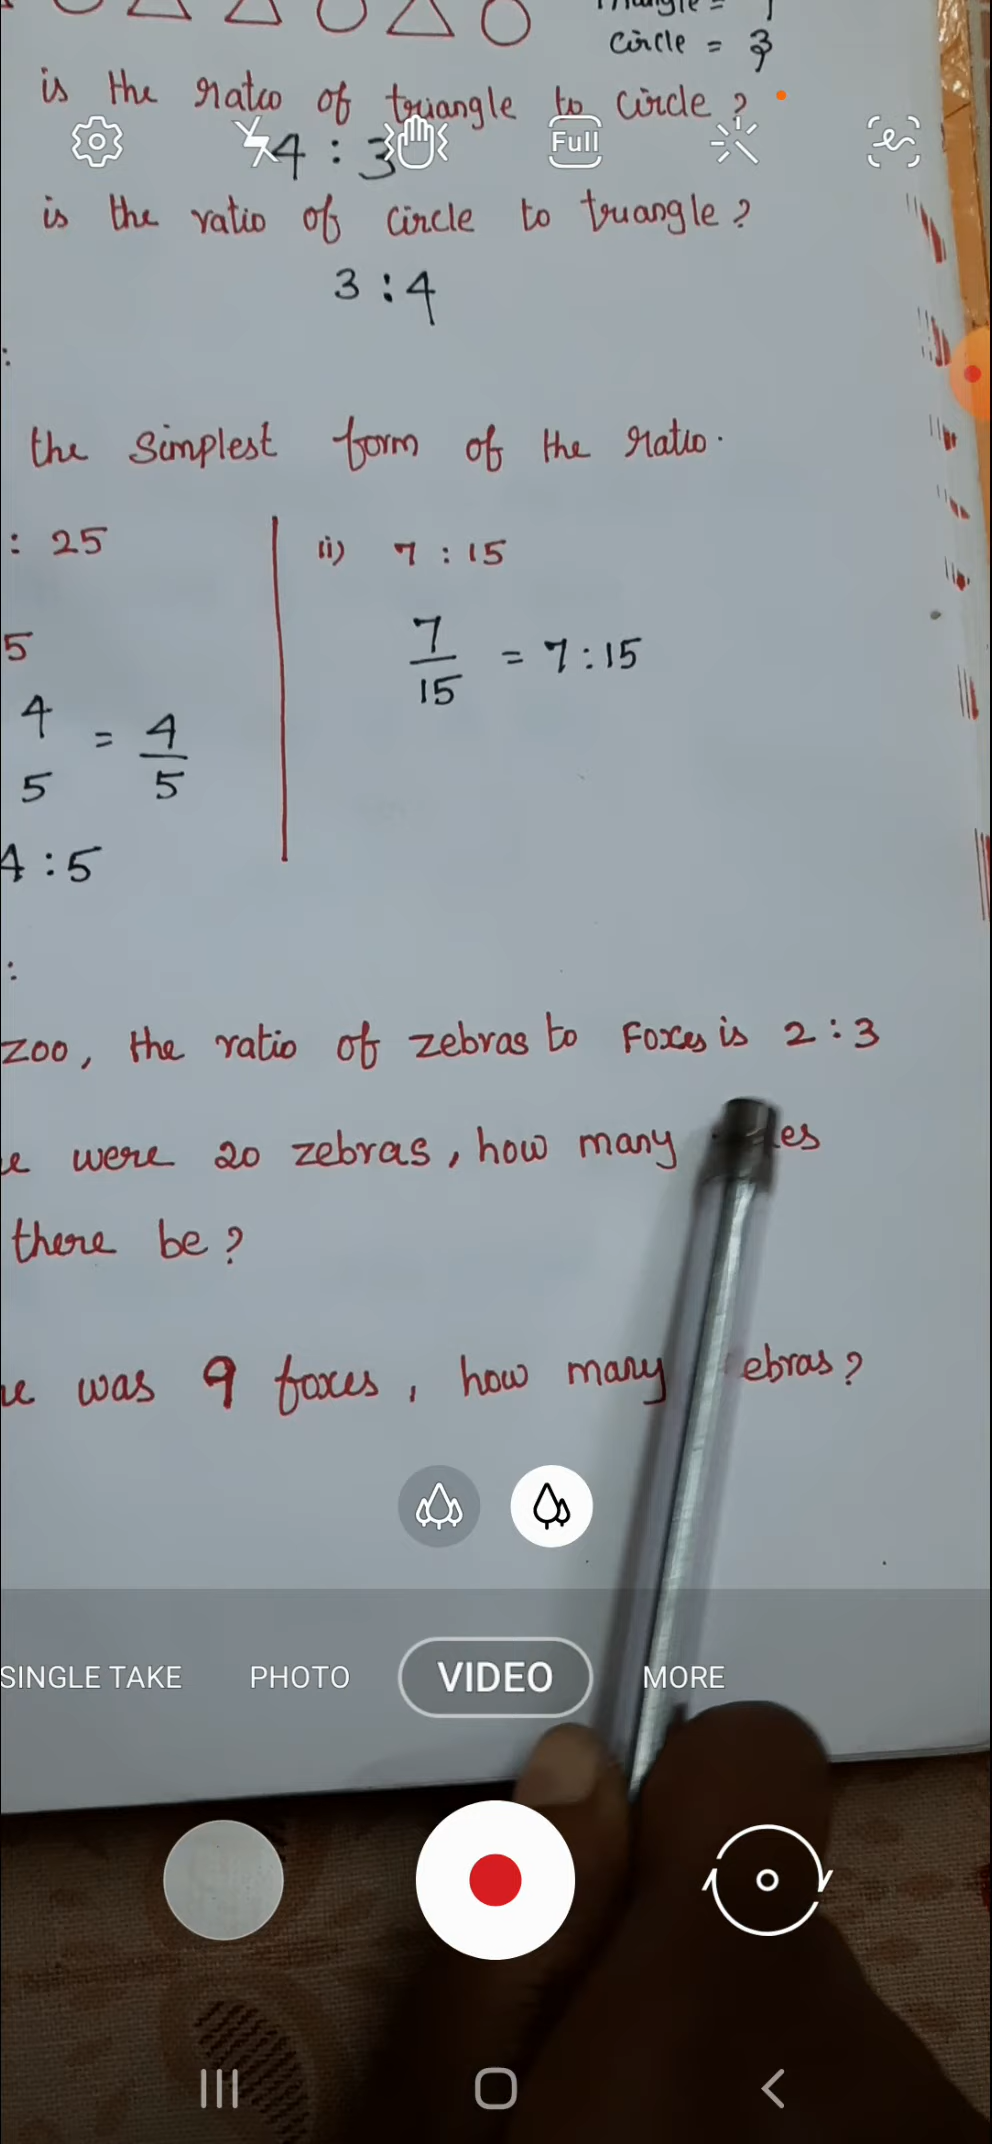 circle = 3
is the ratio of triangle to circle?
4 : 3
Full
is the ratio of circle to triangle?
3 : 4
:
the simplest form of the ratio.
: 25
(ii) 7 : 15
5
7
15
= 7 : 15
4
5
= 4
5
4 : 5
:
zoo, the ratio of zebras to Foxes is 2 : 3
were 20 zebras, how many
there be?
was 9 foxes, how many
SINGLE TAKE PHOTO VIDEO MORE